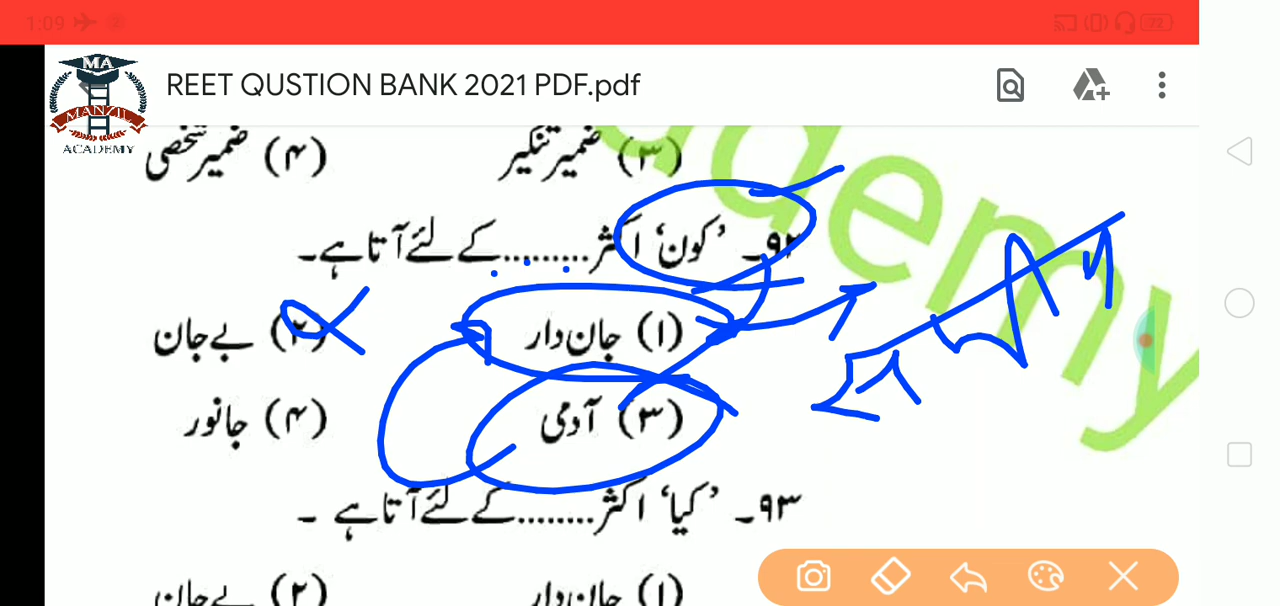 1:09
72
MA
MANZIL
ACADEMY
REET QUSTION BANK 2021 PDF.pdf
(۳) ضمیر تنکیر (۴) ضمیر شخصی
۹۲۔ ’کون‘ اکثر.........کے لئے آتا ہے۔
(۱) جان دار (۲) بے جان
(۳) آدمی (۴) جانور
۹۳۔ ’کیا‘ اکثر........کے لئے آتا ہے ۔
(۱) جان دار (۲) بے جان
ademy